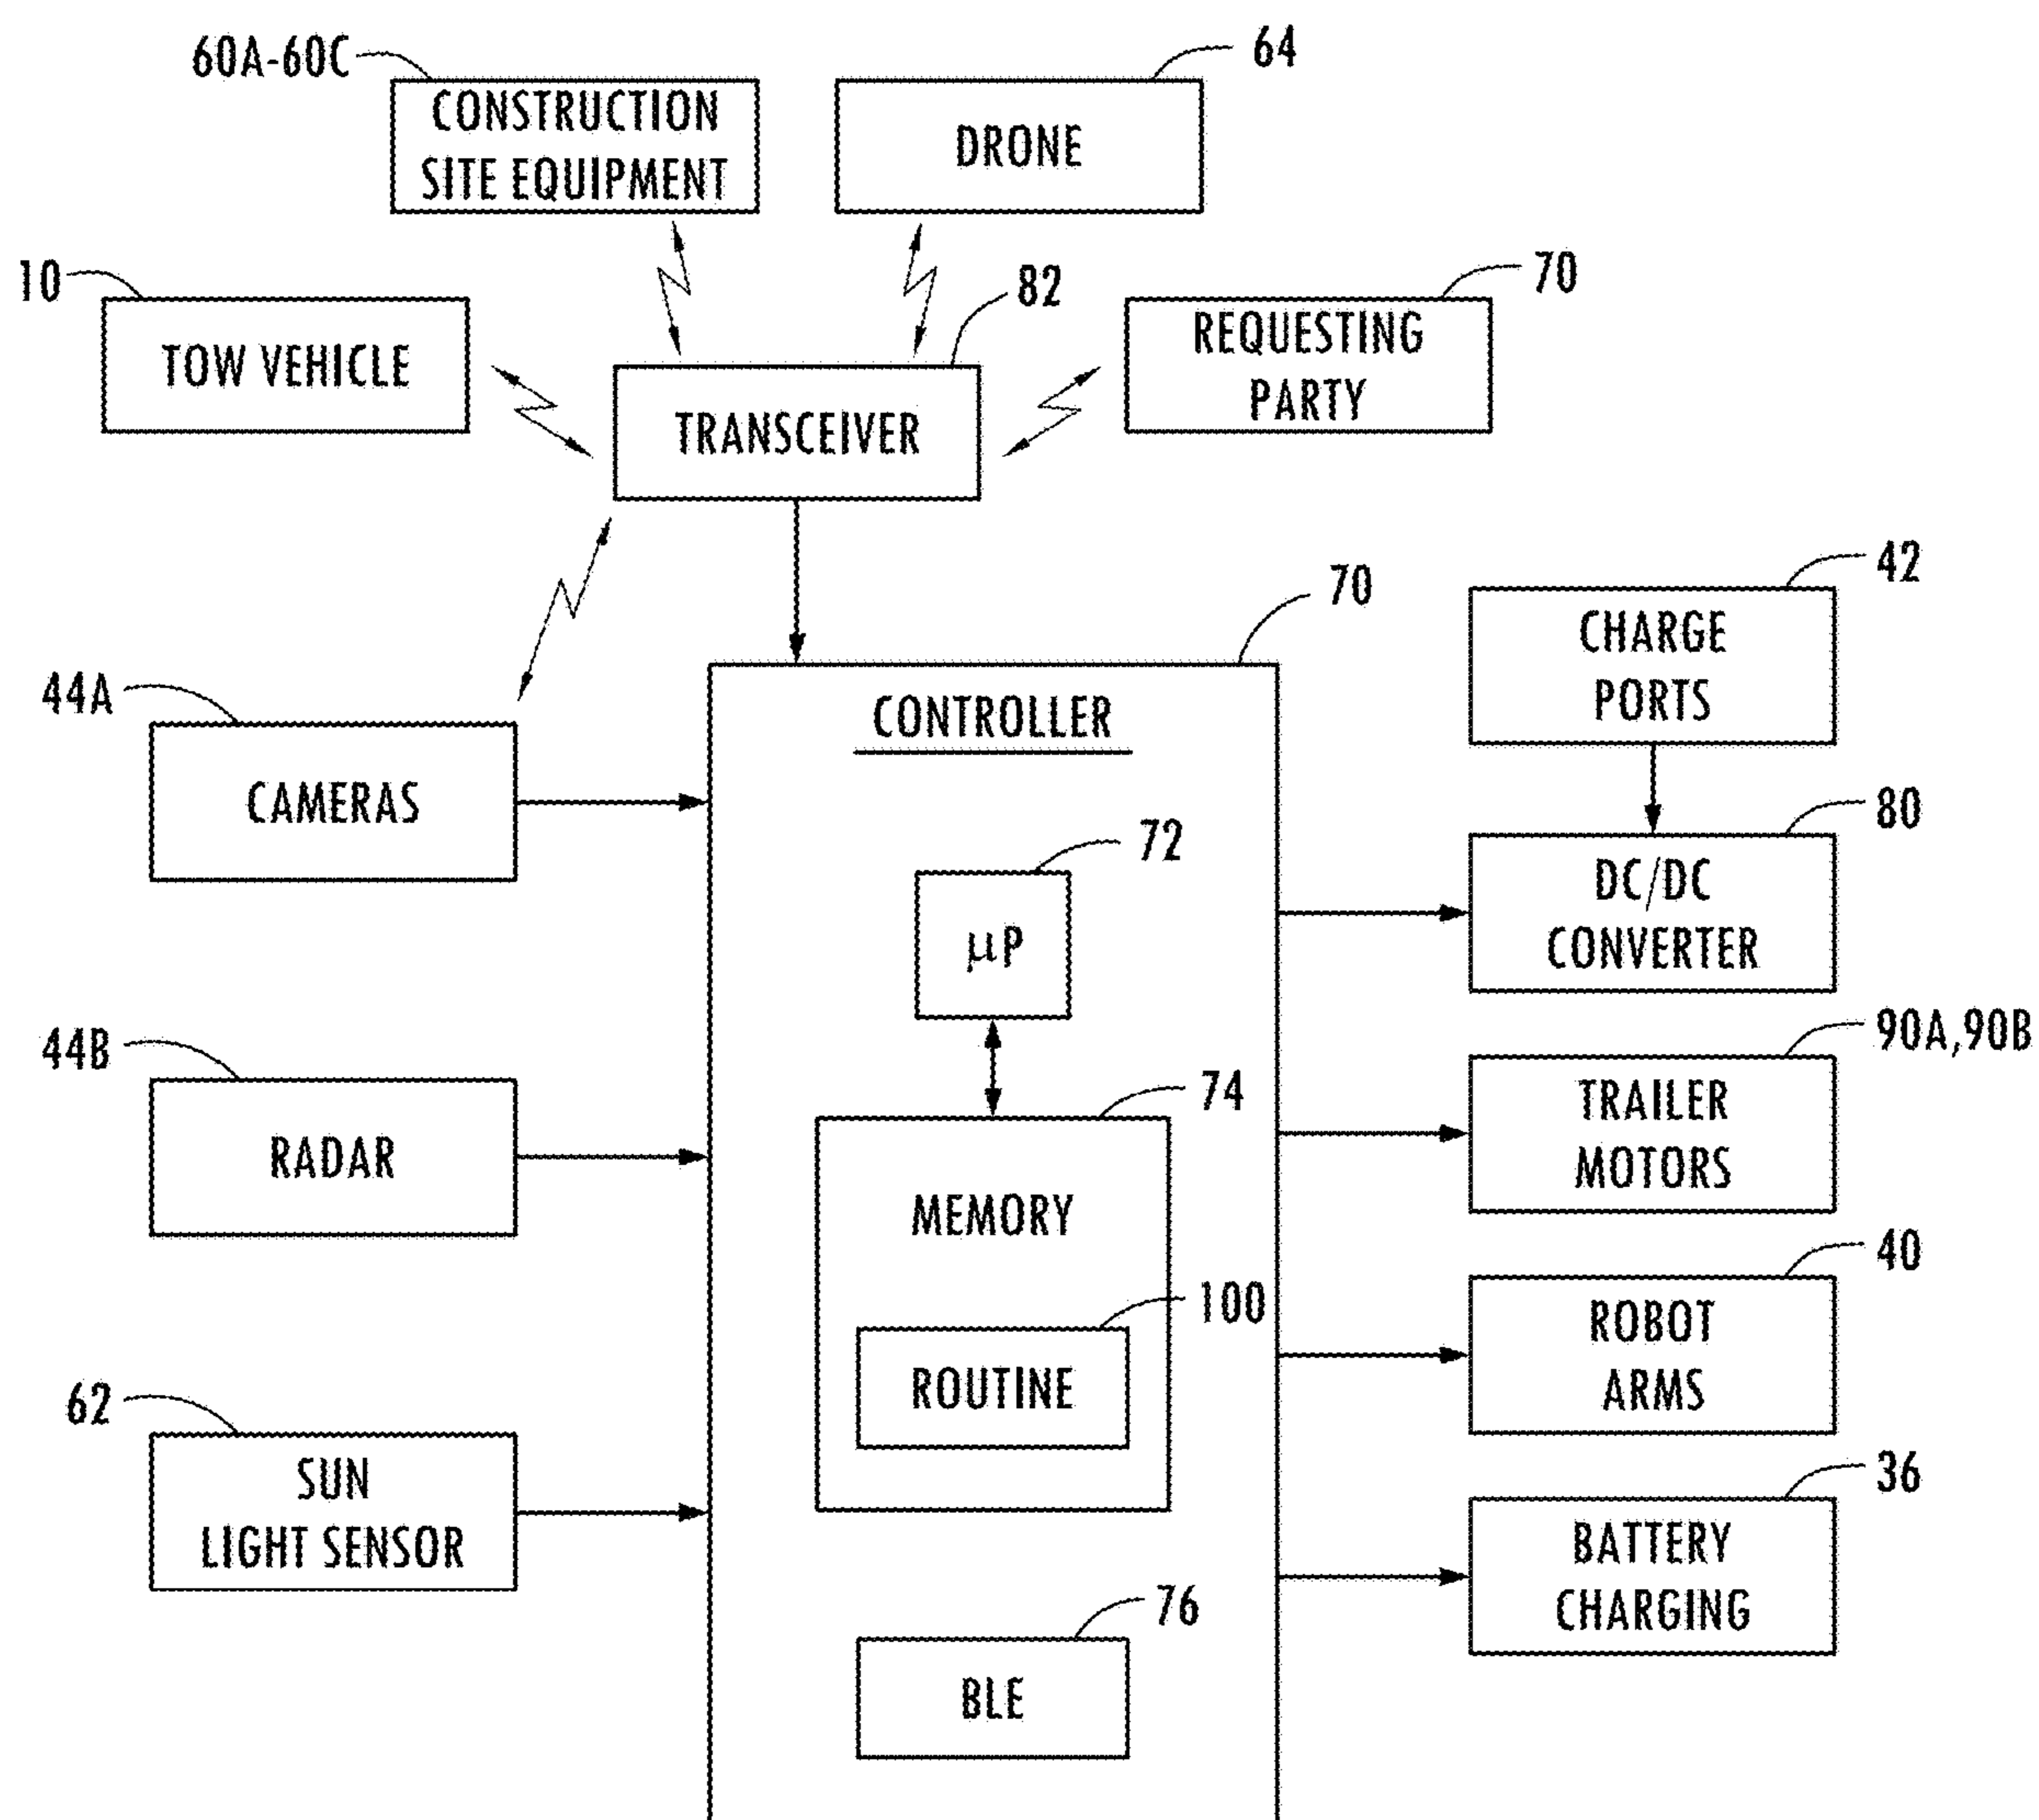 60A-60C
CONSTRUCTION
SITE EQUIPMENT
64
DRONE
10
TOW VEHICLE
82
TRANSCEIVER
70
REQUESTING
PARTY
44A
CAMERAS
44B
RADAR
62
SUN
LIGHT SENSOR
70
CONTROLLER
72
μP
74
MEMORY
100
ROUTINE
76
BLE
42
CHARGE
PORTS
80
DC/DC
CONVERTER
90A,90B
TRAILER
MOTORS
40
ROBOT
ARMS
36
BATTERY
CHARGING